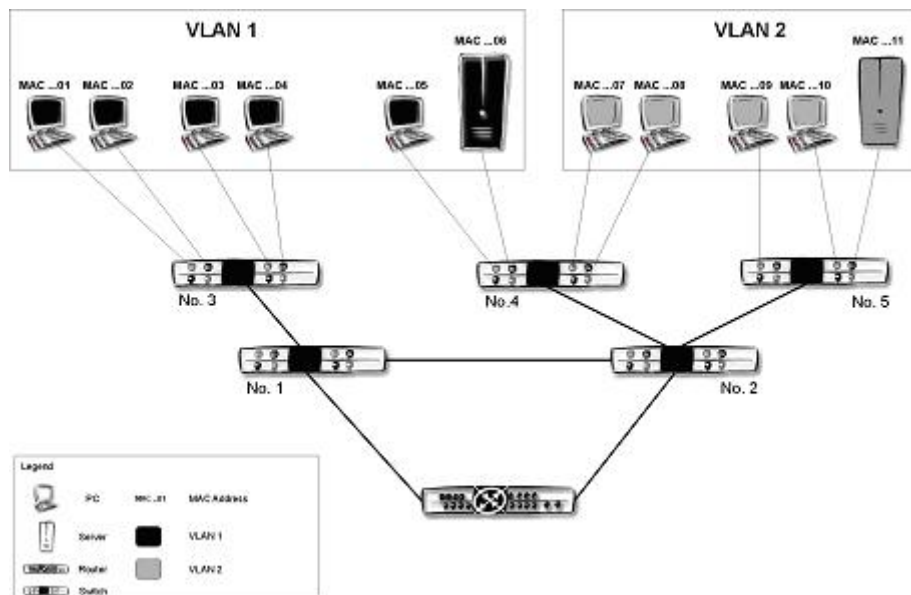 VLAN 1
VLAN 2
MAC ...06
MAC ...11
MAC ...01
MAC ...02
MAC ...03
MAC ...04
MAC ...05
MAC ...07
MAC ...08
MAC ...09
MAC ...10
No. 3
No.4
No. 5
No. 1
No. 2
Legend
PC
MAC ...01
MAC Address
Server
VLAN 1
Router
VLAN 2
Switch